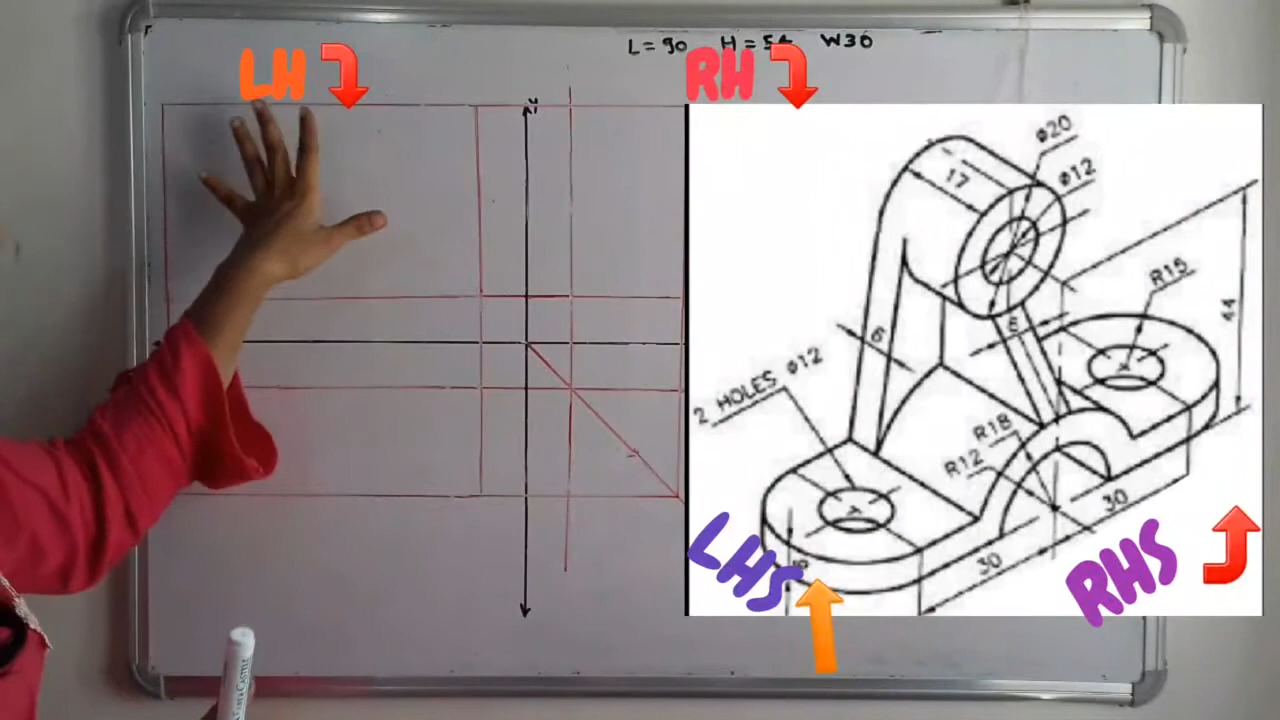 L=90 H=54 W30
LH
RH
ø20
ø12
17
R15
44
6
6
2 HOLES ø12
R18
R12
30
30
LHS
RHS